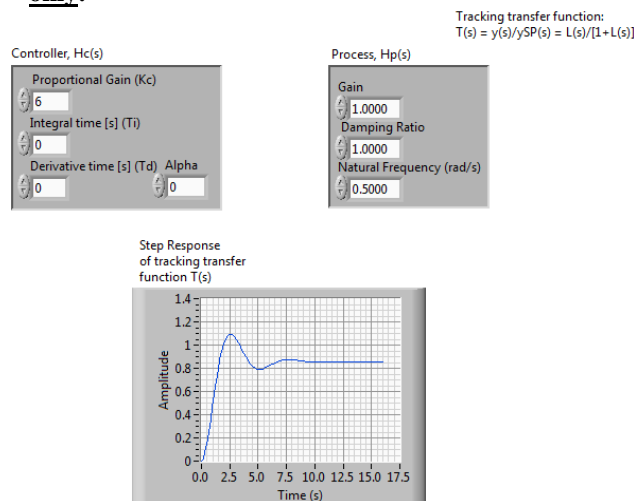 only.
Tracking transfer function:
T(s) = y(s)/ySP(s) = L(s)/[1+L(s)]
Controller, Hc(s)
Proportional Gain (Kc)
6
Integral time [s] (Ti)
0
Derivative time [s] (Td) Alpha
0 0
Process, Hp(s)
Gain
1.0000
Damping Ratio
1.0000
Natural Frequency (rad/s)
0.5000
Step Response
of tracking transfer
function T(s)
Amplitude
1.4
1.2
1
0.8
0.6
0.4
0.2
0
0.0 2.5 5.0 7.5 10.0 12.5 15.0 17.5
Time (s)